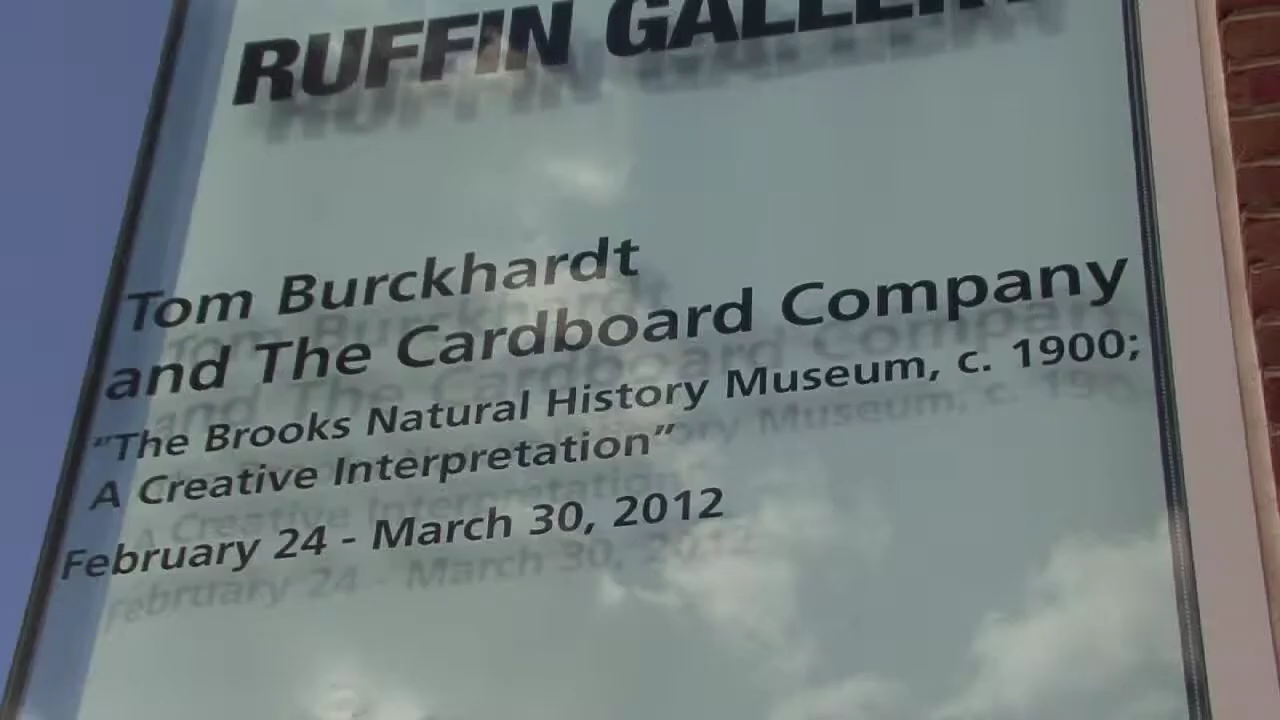 RUFFIN GALLERY
Tom Burckhardt
and The Cardboard Company
"The Brooks Natural History Museum, c. 1900;
A Creative Interpretation"
February 24 - March 30, 2012